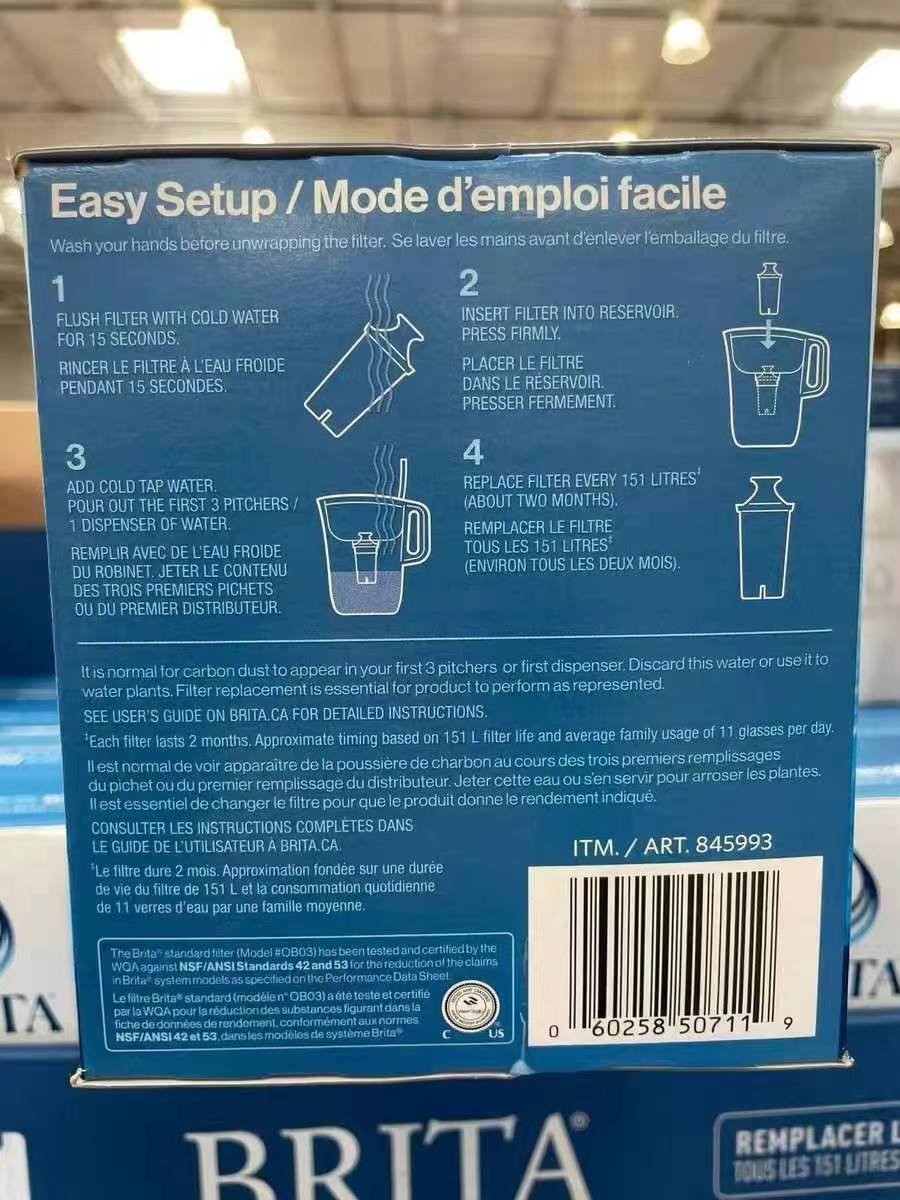 Easy Setup / Mode d'emploi facile
Wash your hands before unwrapping the filter. Se laver les mains avant d'enlever l'emballage du filtre.
1
FLUSH FILTER WITH COLD WATER
FOR 15 SECONDS.
RINCER LE FILTRE À L'EAU FROIDE
PENDANT 15 SECONDES.
2
INSERT FILTER INTO RESERVOIR.
PRESS FIRMLY.
PLACER LE FILTRE
DANS LE RÉSERVOIR.
PRESSER FERMEMENT.
3
ADD COLD TAP WATER.
POUR OUT THE FIRST 3 PITCHERS /
1 DISPENSER OF WATER.
REMPLIR AVEC DE L'EAU FROIDE
DU ROBINET. JETER LE CONTENU
DES TROIS PREMIERS PICHETS
OU DU PREMIER DISTRIBUTEUR.
4
REPLACE FILTER EVERY 151 LITRES‡
(ABOUT TWO MONTHS).
REMPLACER LE FILTRE
TOUS LES 151 LITRES‡
(ENVIRON TOUS LES DEUX MOIS).
It is normal for carbon dust to appear in your first 3 pitchers or first dispenser. Discard this water or use it to
water plants. Filter replacement is essential for product to perform as represented.
SEE USER'S GUIDE ON BRITA.CA FOR DETAILED INSTRUCTIONS.
‡Each filter lasts 2 months. Approximate timing based on 151 L filter life and average family usage of 11 glasses per day.
Il est normal de voir apparaître de la poussière de charbon au cours des trois premiers remplissages
du pichet ou du premier remplissage du distributeur. Jeter cette eau ou s'en servir pour arroser les plantes.
Il est essentiel de changer le filtre pour que le produit donne le rendement indiqué.
CONSULTER LES INSTRUCTIONS COMPLÈTES DANS
LE GUIDE DE L'UTILISATEUR À BRITA.CA.
‡Le filtre dure 2 mois. Approximation fondée sur une durée
de vie du filtre de 151 L et la consommation quotidienne
de 11 verres d'eau par une famille moyenne.
ITM. / ART. 845993
The Brita® standard filter (Model #OB03) has been tested and certified by the
WQA against NSF/ANSI Standards 42 and 53 for the reduction of the claims
in Brita® system models as specified on the Performance Data Sheet.
Le filtre Brita® standard (modèle n° OB03) a été testé et certifié
par la WQA pour la réduction des substances figurant dans la
fiche de données de rendement, conformément aux normes
NSF/ANSI 42 et 53, dans les modèles de système Brita®
C US
0 60258 50711 9
TA
TA
BRITA®
REMPLACER L
TOUS LES 151 LITRES